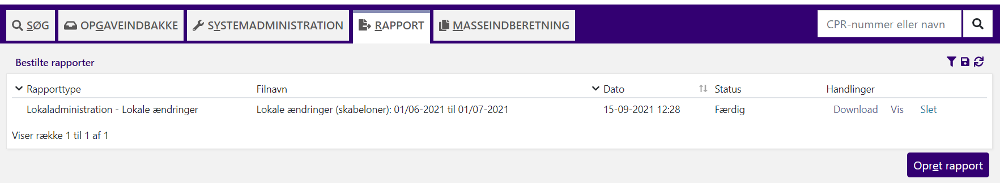 SØG OPGAVEINDBAKKE SYSTEMADMINISTRATION RAPPORT MASSEINDBERETNING CPR-nummer eller navn
Bestilte rapporter
Rapporttype Filnavn Dato Status Handlinger
Lokaladministration - Lokale ændringer Lokale ændringer (skabeloner): 01/06-2021 til 01/07-2021 15-09-2021 12:28 Færdig Download Vis Slet
Viser række 1 til 1 af 1
Opret rapport